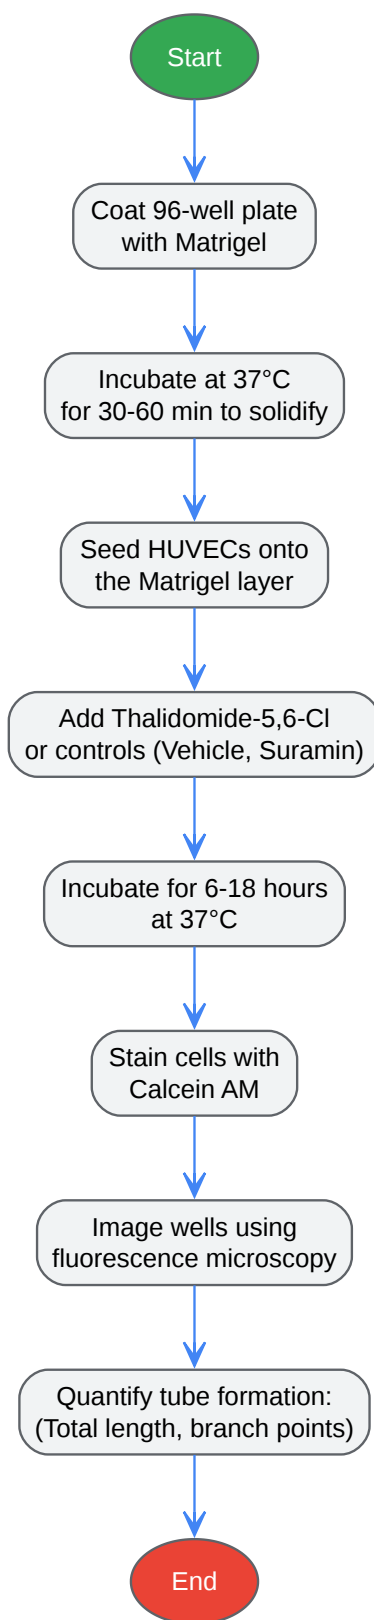 Start
Coat 96-well plate
with Matrigel
Incubate at 37°C
for 30-60 min to solidify
Seed HUVECs onto
the Matrigel layer
Add Thalidomide-5,6-Cl
or controls (Vehicle, Suramin)
Incubate for 6-18 hours
at 37°C
Stain cells with
Calcein AM
Image wells using
fluorescence microscopy
Quantify tube formation:
(Total length, branch points)
End